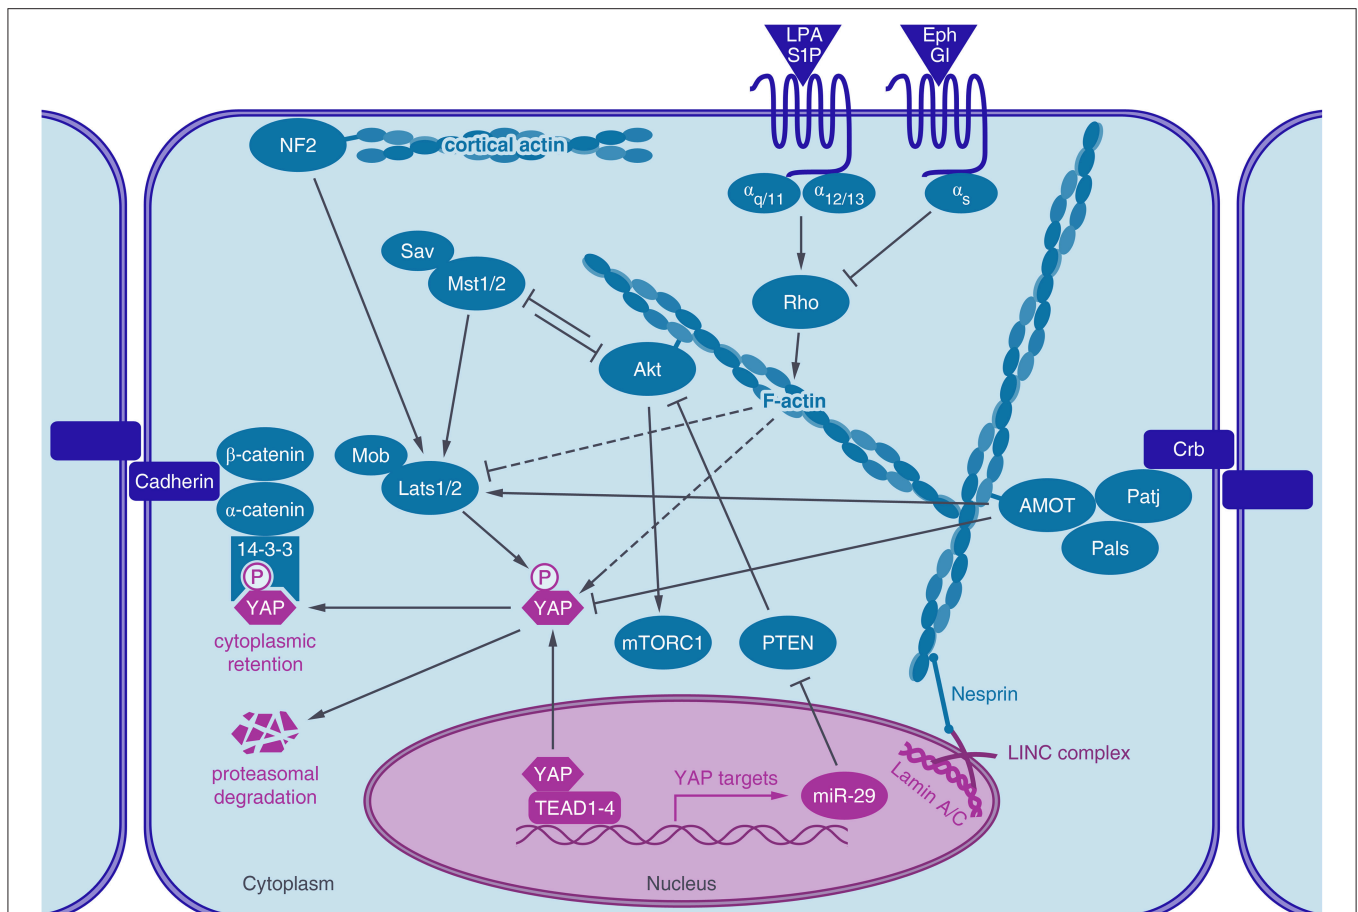 LPA
S1P
Eph
GI
NF2
cortical actin
αq/11
α12/13
αs
Sav
Mst1/2
Rho
Akt
F-actin
β-catenin
Mob
Crb
Cadherin
Lats1/2
α-catenin
AMOT
Patj
14-3-3
Pals
P
P
YAP
YAP
cytoplasmic
retention
mTORC1
PTEN
Nesprin
proteasomal
degradation
YAP
TEAD1-4
YAP targets
miR-29
LINC complex
Lamin A/C
Cytoplasm
Nucleus